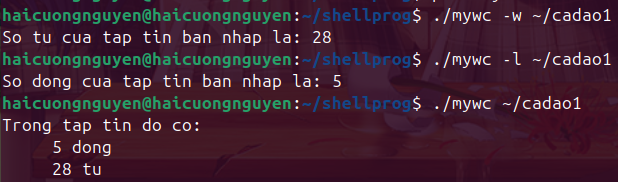 haicuongnguyen@haicuongnguyen:~/shellprog$ ./mywc -w ~/cadao1
So tu cua tap tin ban nhap la: 28
haicuongnguyen@haicuongnguyen:~/shellprog$ ./mywc -l ~/cadao1
So dong cua tap tin ban nhap la: 5
haicuongnguyen@haicuongnguyen:~/shellprog$ ./mywc ~/cadao1
Trong tap tin do co:
     5 dong
     28 tu